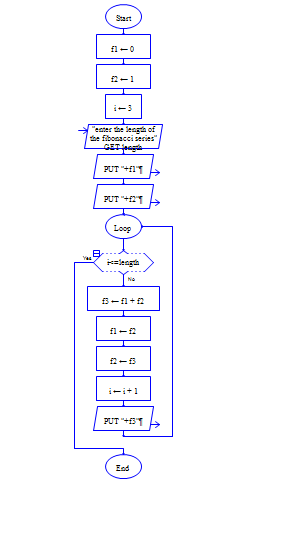 Start
f1 ← 0
f2 ← 1
i ← 3
"enter the length of
the fibonacci series"
GET length
PUT "+f1"¶
PUT "+f2"¶
Loop
Yes
i<=length
No
f3 ← f1 + f2
f1 ← f2
f2 ← f3
i ← i + 1
PUT "+f3"¶
End